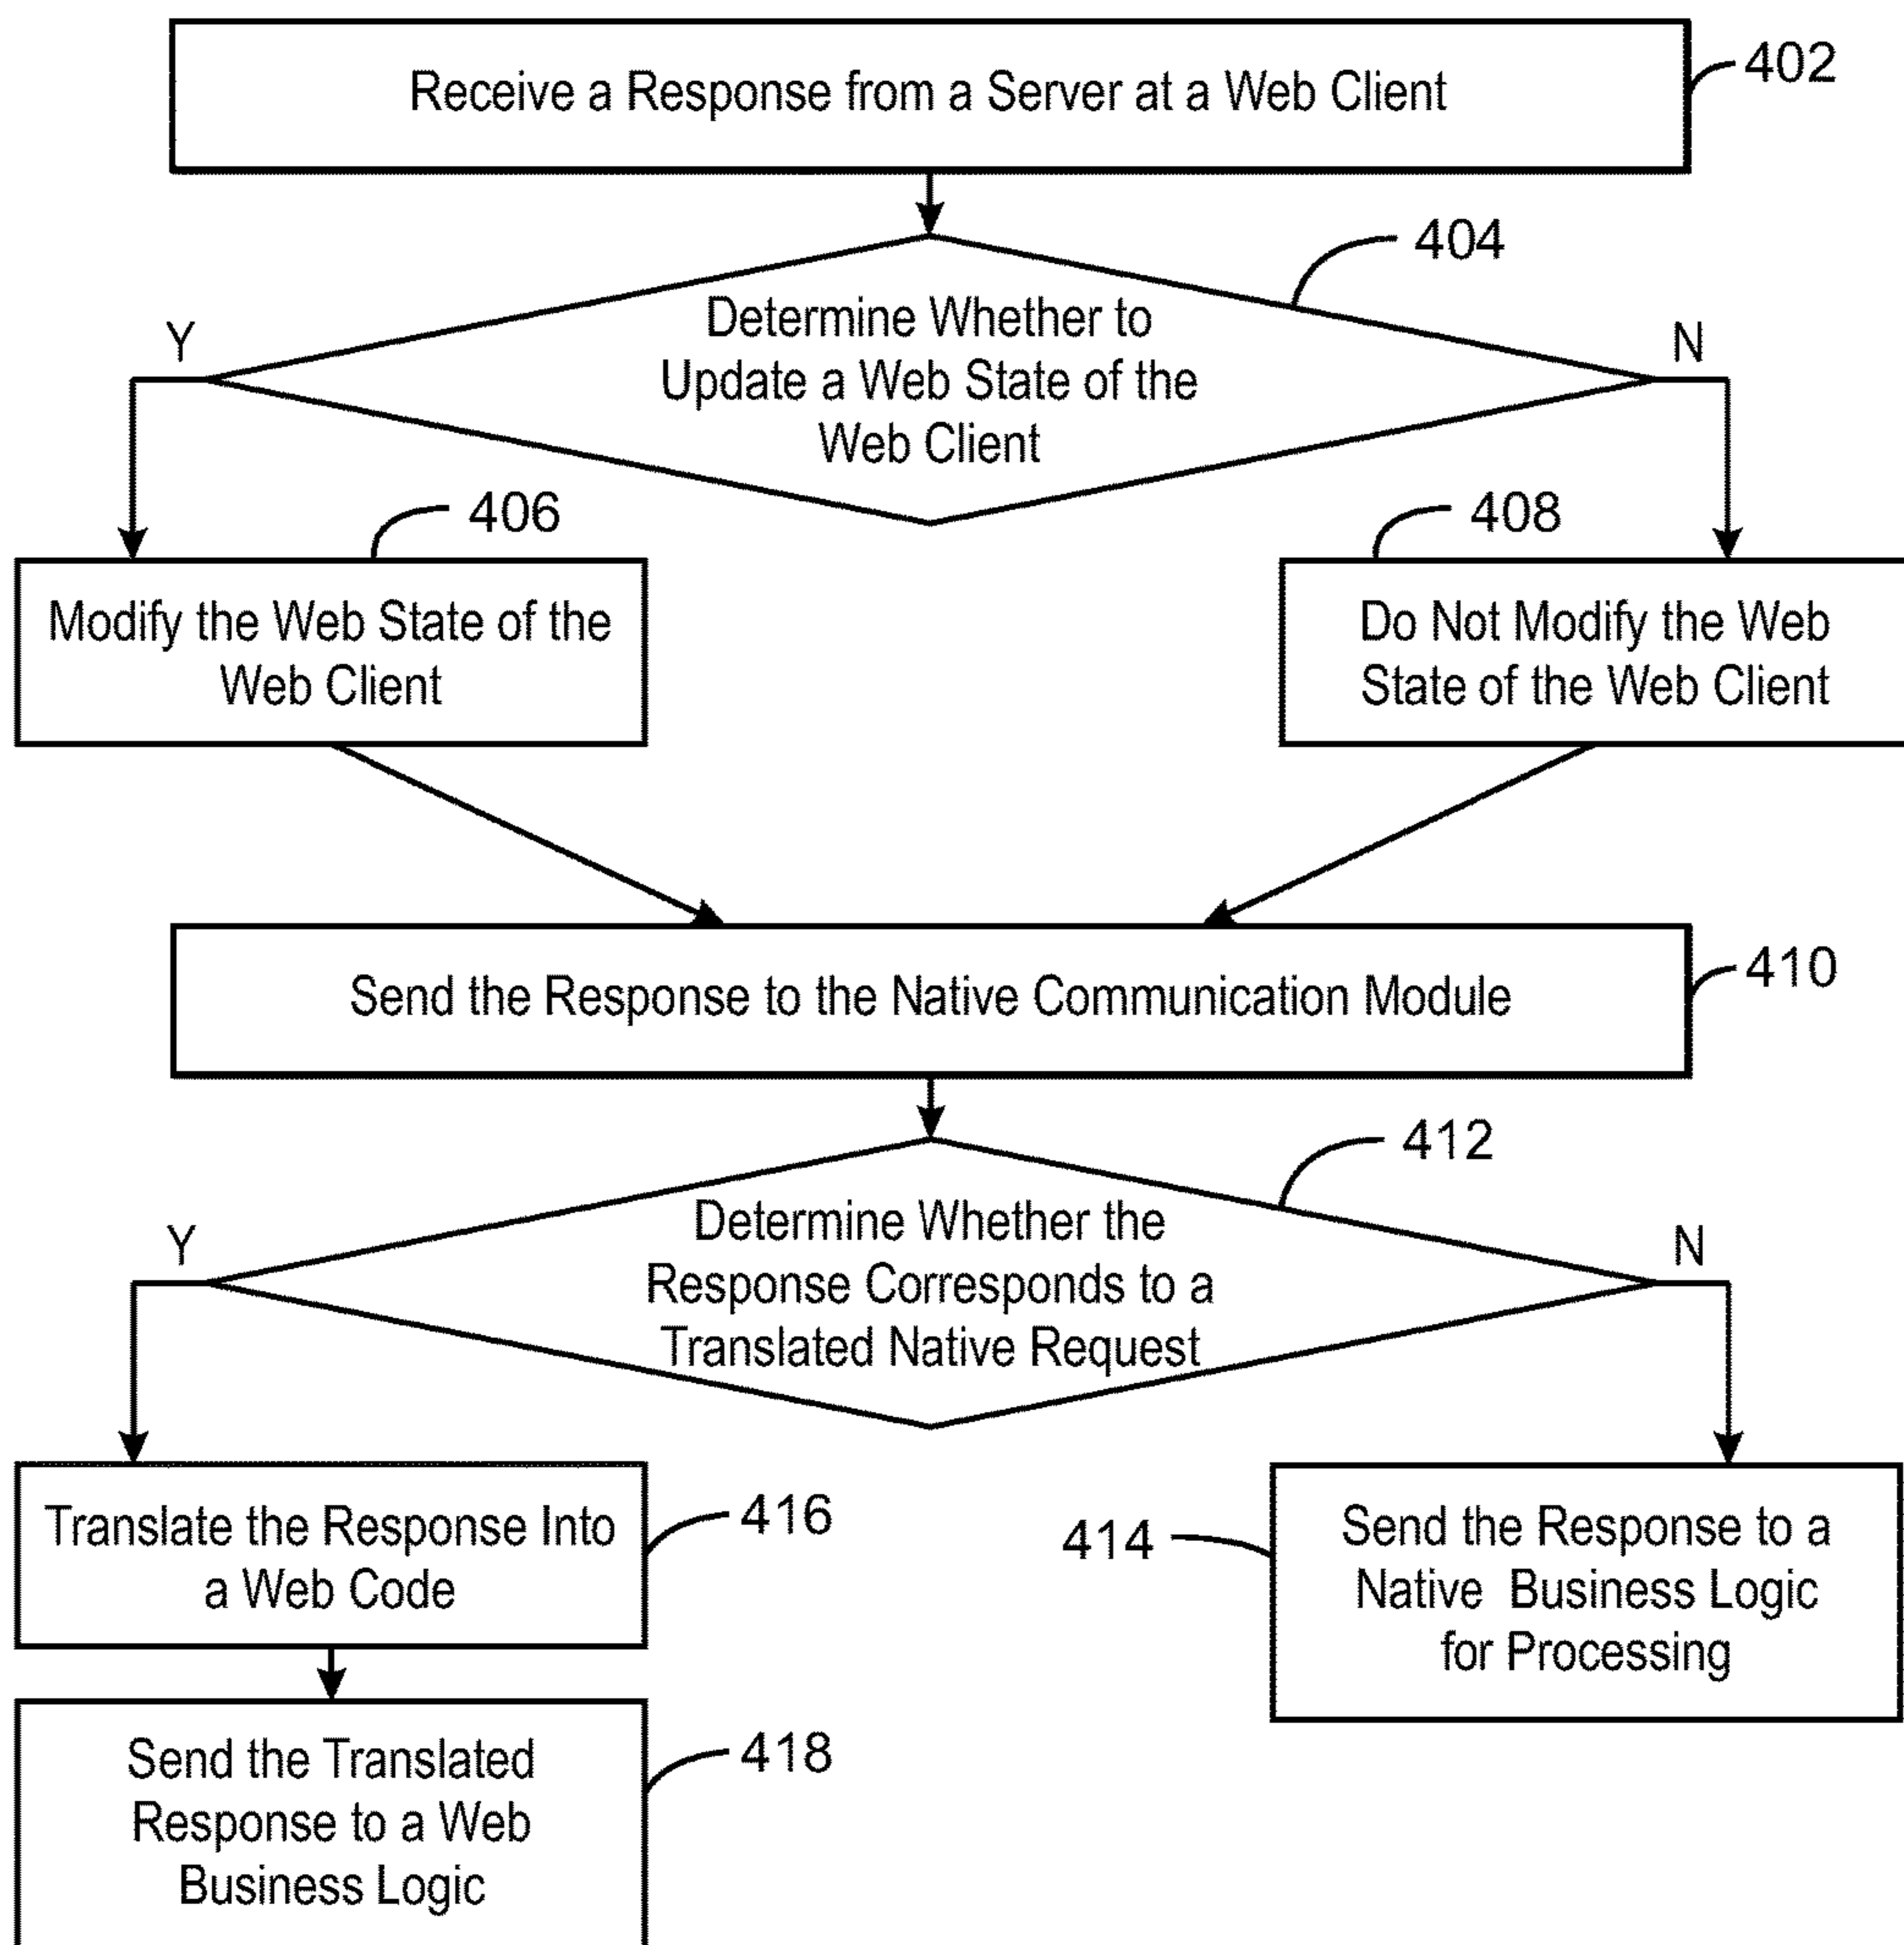 Receive a Response from a Server at a Web Client
402
404
Determine Whether to
Update a Web State of the
Web Client
Y
N
406
408
Modify the Web State of the
Web Client
Do Not Modify the Web
State of the Web Client
Send the Response to the Native Communication Module
410
412
Determine Whether the
Response Corresponds to a
Translated Native Request
Y
N
Translate the Response Into
a Web Code
416
414
Send the Response to a
Native Business Logic
for Processing
Send the Translated
Response to a Web
Business Logic
418